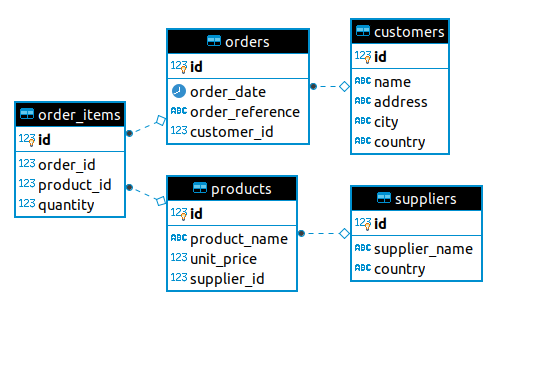 orders
123 id
order_date
ABC order_reference
123 customer_id
customers
123 id
ABC name
ABC address
ABC city
ABC country
order_items
123 id
123 order_id
123 product_id
123 quantity
products
123 id
ABC product_name
123 unit_price
123 supplier_id
suppliers
123 id
ABC supplier_name
ABC country